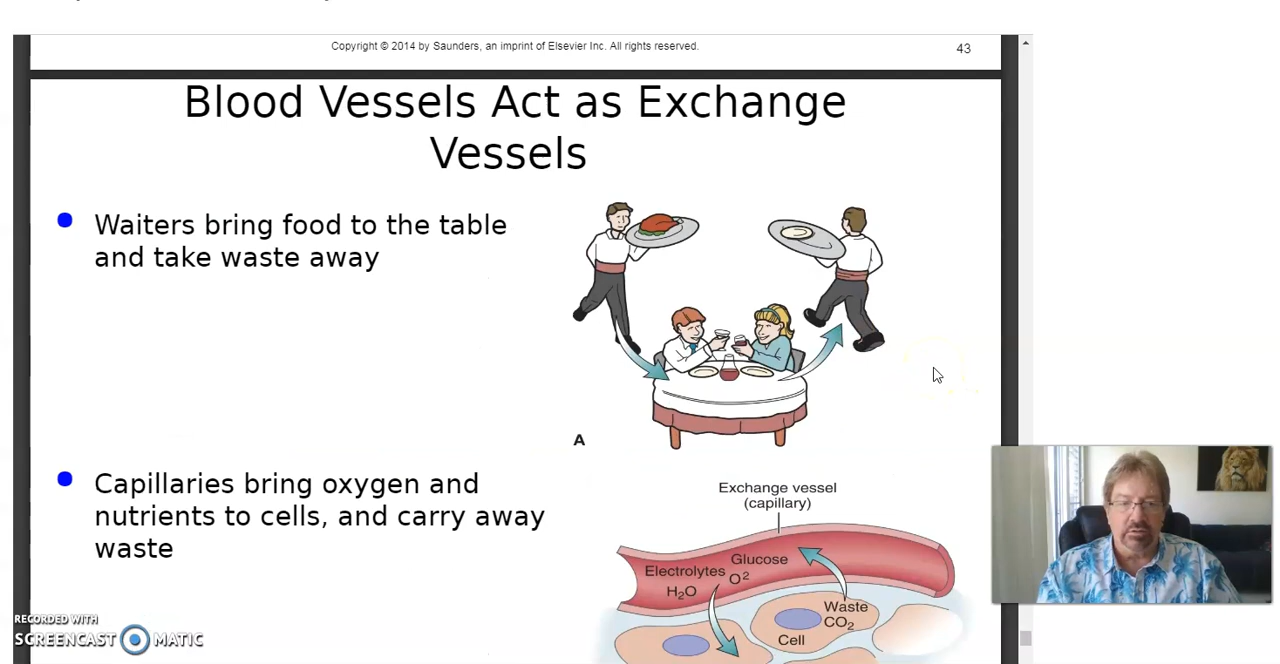 Copyright © 2014 by Saunders, an imprint of Elsevier Inc. All rights reserved.
43
Blood Vessels Act as Exchange
Vessels
Waiters bring food to the table
and take waste away
A
Capillaries bring oxygen and
nutrients to cells, and carry away
waste
Exchange vessel
(capillary)
Glucose
Electrolytes O²
H₂O
Waste
CO₂
Cell
RECORDED WITH
SCREENCAST MATIC